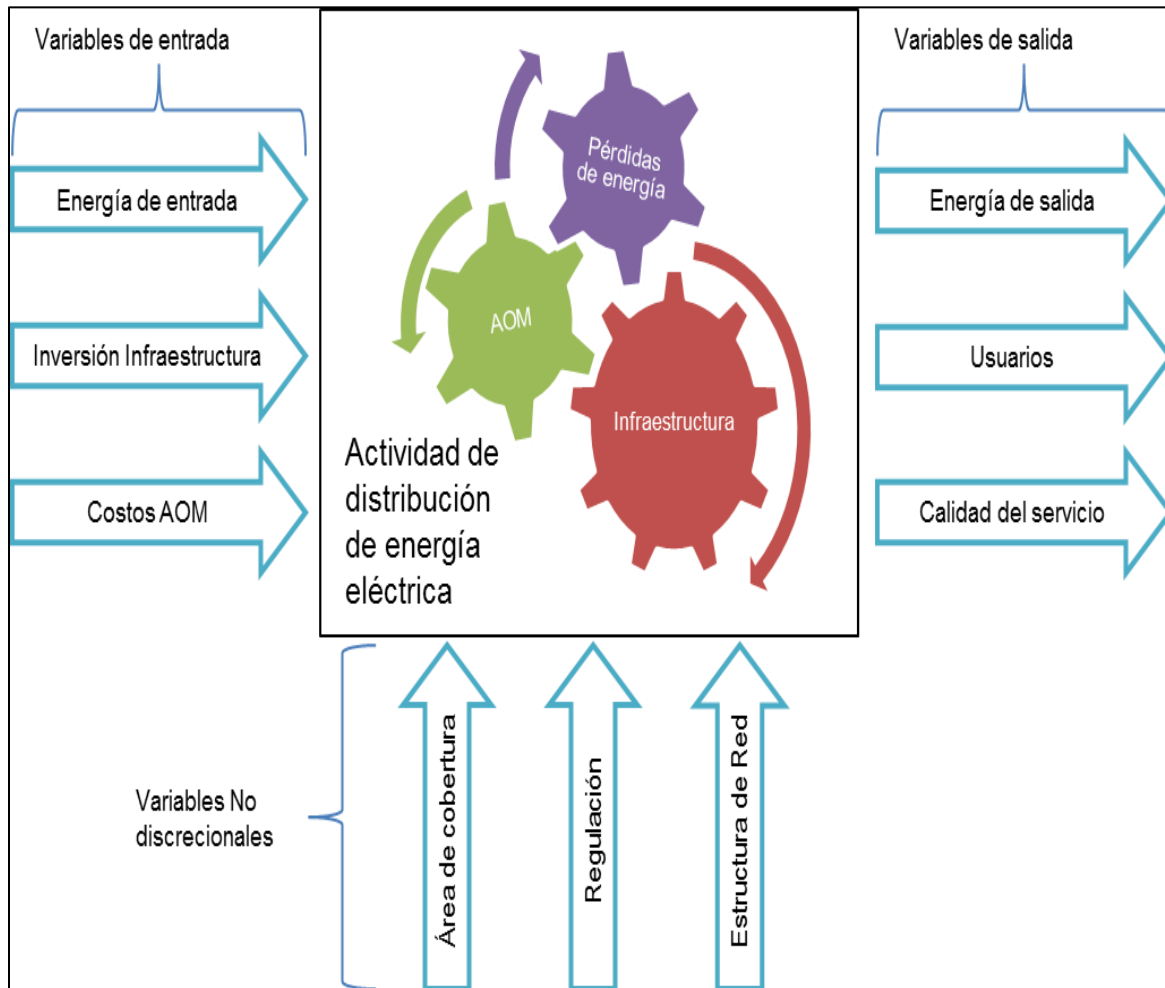 Variables de entrada
Energía de entrada
Inversión Infraestructura
Costos AOM
Pérdidas
de energía
AOM
Infraestructura
Actividad de
distribución
de energía
eléctrica
Variables de salida
Energía de salida
Usuarios
Calidad del servicio
Variables No
discrecionales
Área de cobertura
Regulación
Estructura de Red